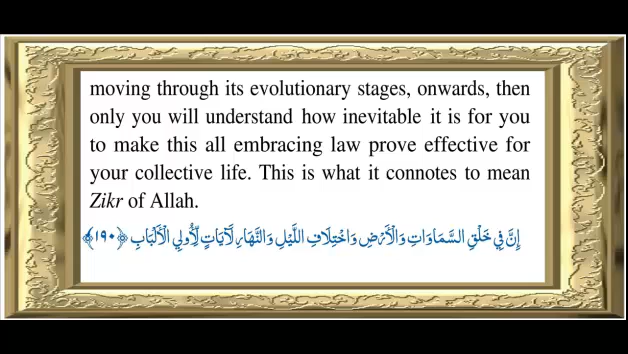 moving through its evolutionary stages, onwards, then
only you will understand how inevitable it is for you
to make this all embracing law prove effective for
your collective life. This is what it connotes to mean
Zikr of Allah.
إِنَّ فِي خَلْقِ السَّمَاوَاتِ وَالْأَرْضِ وَاخْتِلَافِ اللَّيْلِ وَالنَّهَارِ لَآيَاتٍ لِّأُولِي الْأَلْبَابِ ﴿١٩٠﴾